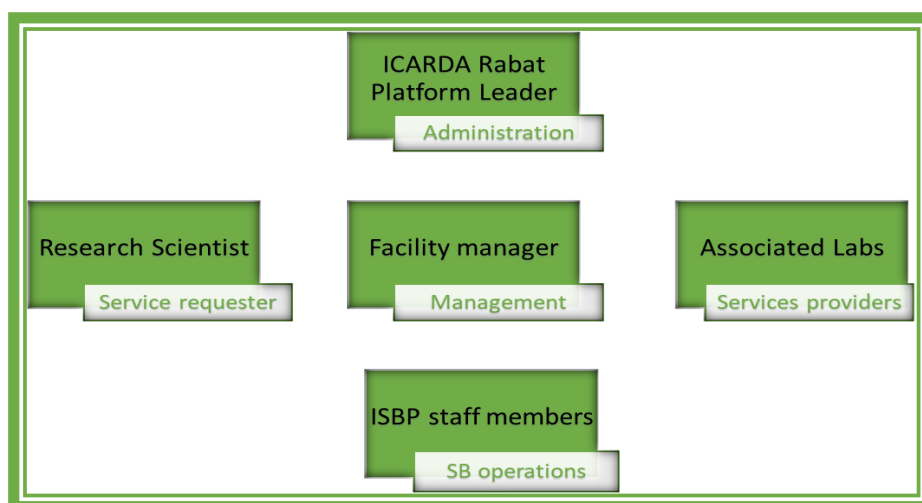 ICARDA Rabat
Platform Leader
Administration
Research Scientist
Service requester
Facility manager
Management
Associated Labs
Services providers
ISBP staff members
SB operations